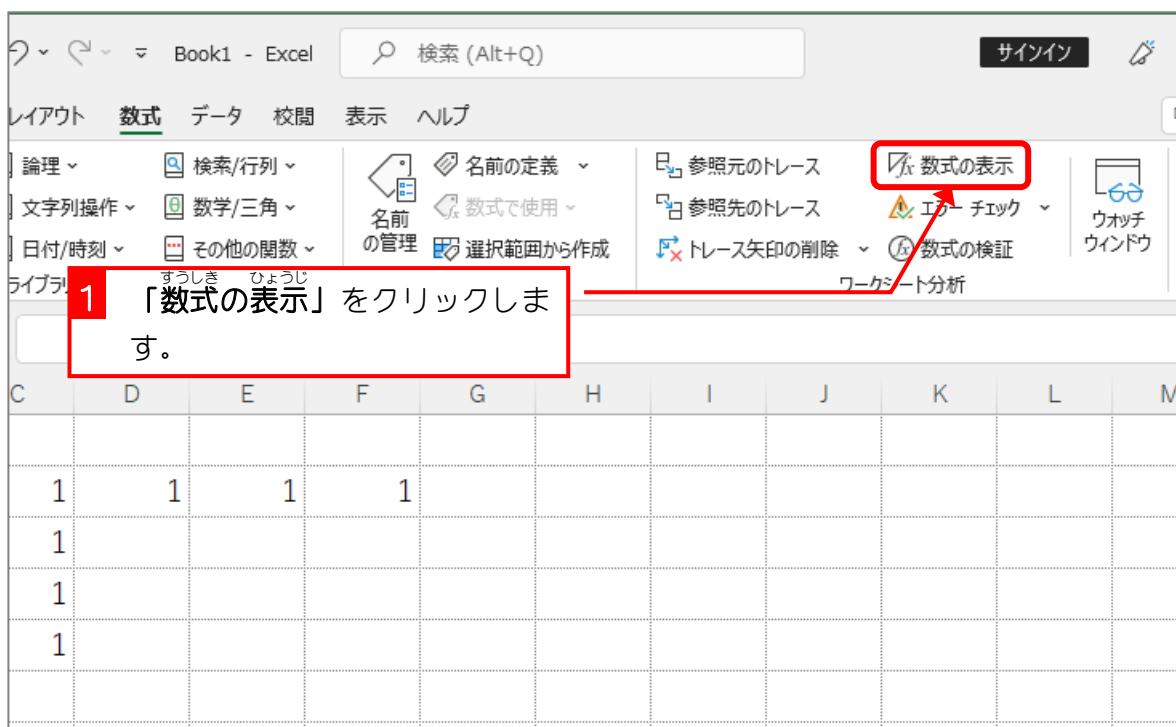 Book1 - Excel
検索 (Alt+Q)
サインイン
レイアウト 数式 データ 校閲 表示 ヘルプ
論理
検索/行列
名前の定義
参照元のトレース
数式の表示
文字列操作
数学/三角
数式で使用
参照先のトレース
エラー チェック
日付/時刻
その他の関数
名前
の管理
選択範囲から作成
トレース矢印の削除
数式の検証
ウォッチ
ウィンドウ
ワークシート分析
すうしき ひょうじ
1 「数式の表示」をクリックしま
す。
C D E F G H I J K L M
1 1 1 1
1
1
1